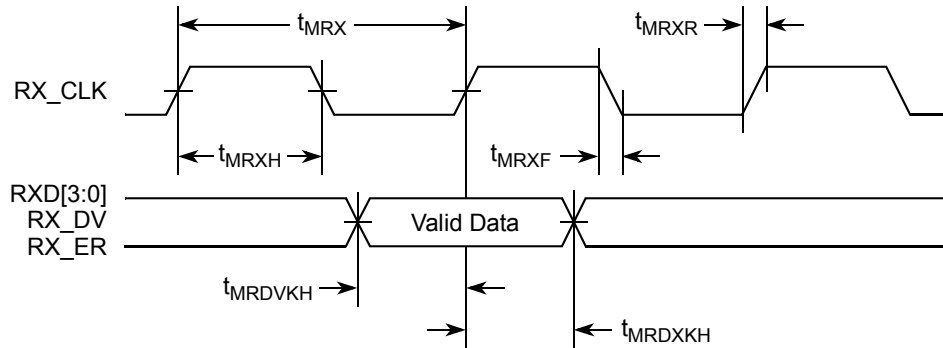 tMRX
tMRXR
RX_CLK
tMRXH
tMRXF
RXD[3:0]
RX_DV
RX_ER
Valid Data
tMRDVKH
tMRDXKH